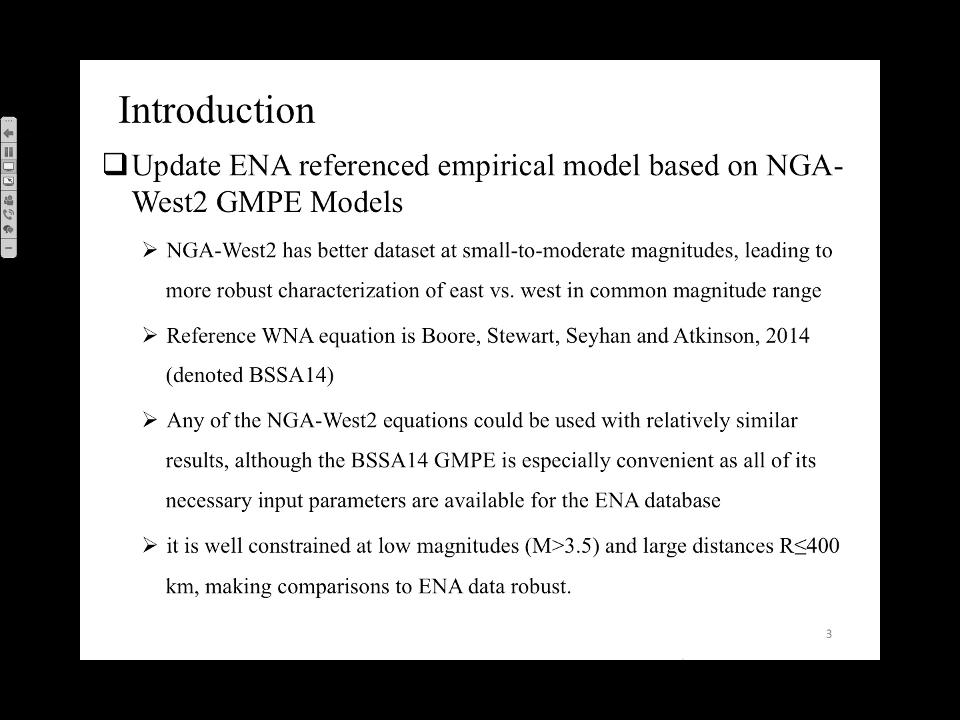 Introduction
Update ENA referenced empirical model based on NGA-
West2 GMPE Models
NGA-West2 has better dataset at small-to-moderate magnitudes, leading to
more robust characterization of east vs. west in common magnitude range
Reference WNA equation is Boore, Stewart, Seyhan and Atkinson, 2014
(denoted BSSA14)
Any of the NGA-West2 equations could be used with relatively similar
results, although the BSSA14 GMPE is especially convenient as all of its
necessary input parameters are available for the ENA database
it is well constrained at low magnitudes (M>3.5) and large distances R≤400
km, making comparisons to ENA data robust.
3